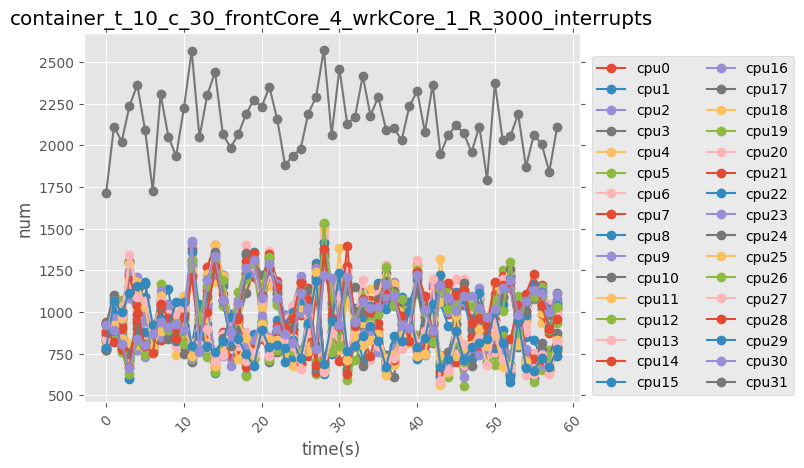 container_t_10_c_30_frontCore_4_wrkCore_1_R_3000_interrupts
2500
2250
2000
1750
1500
1250
1000
750
500
num
0
10
20
30
40
50
60
time(s)
cpu0
cpu1
cpu2
cpu3
cpu4
cpu5
cpu6
cpu7
cpu8
cpu9
cpu10
cpu11
cpu12
cpu13
cpu14
cpu15
cpu16
cpu17
cpu18
cpu19
cpu20
cpu21
cpu22
cpu23
cpu24
cpu25
cpu26
cpu27
cpu28
cpu29
cpu30
cpu31